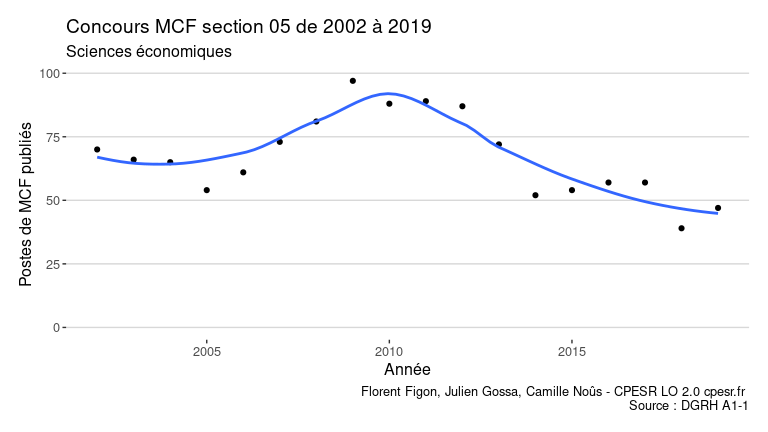 Concours MCF section 05 de 2002 à 2019
Sciences économiques
Postes de MCF publiés
100
75
50
25
0
2005
2010
2015
Année
Florent Figon, Julien Gossa, Camille Noûs - CPESR LO 2.0 cpesr.fr
Source : DGRH A1-1